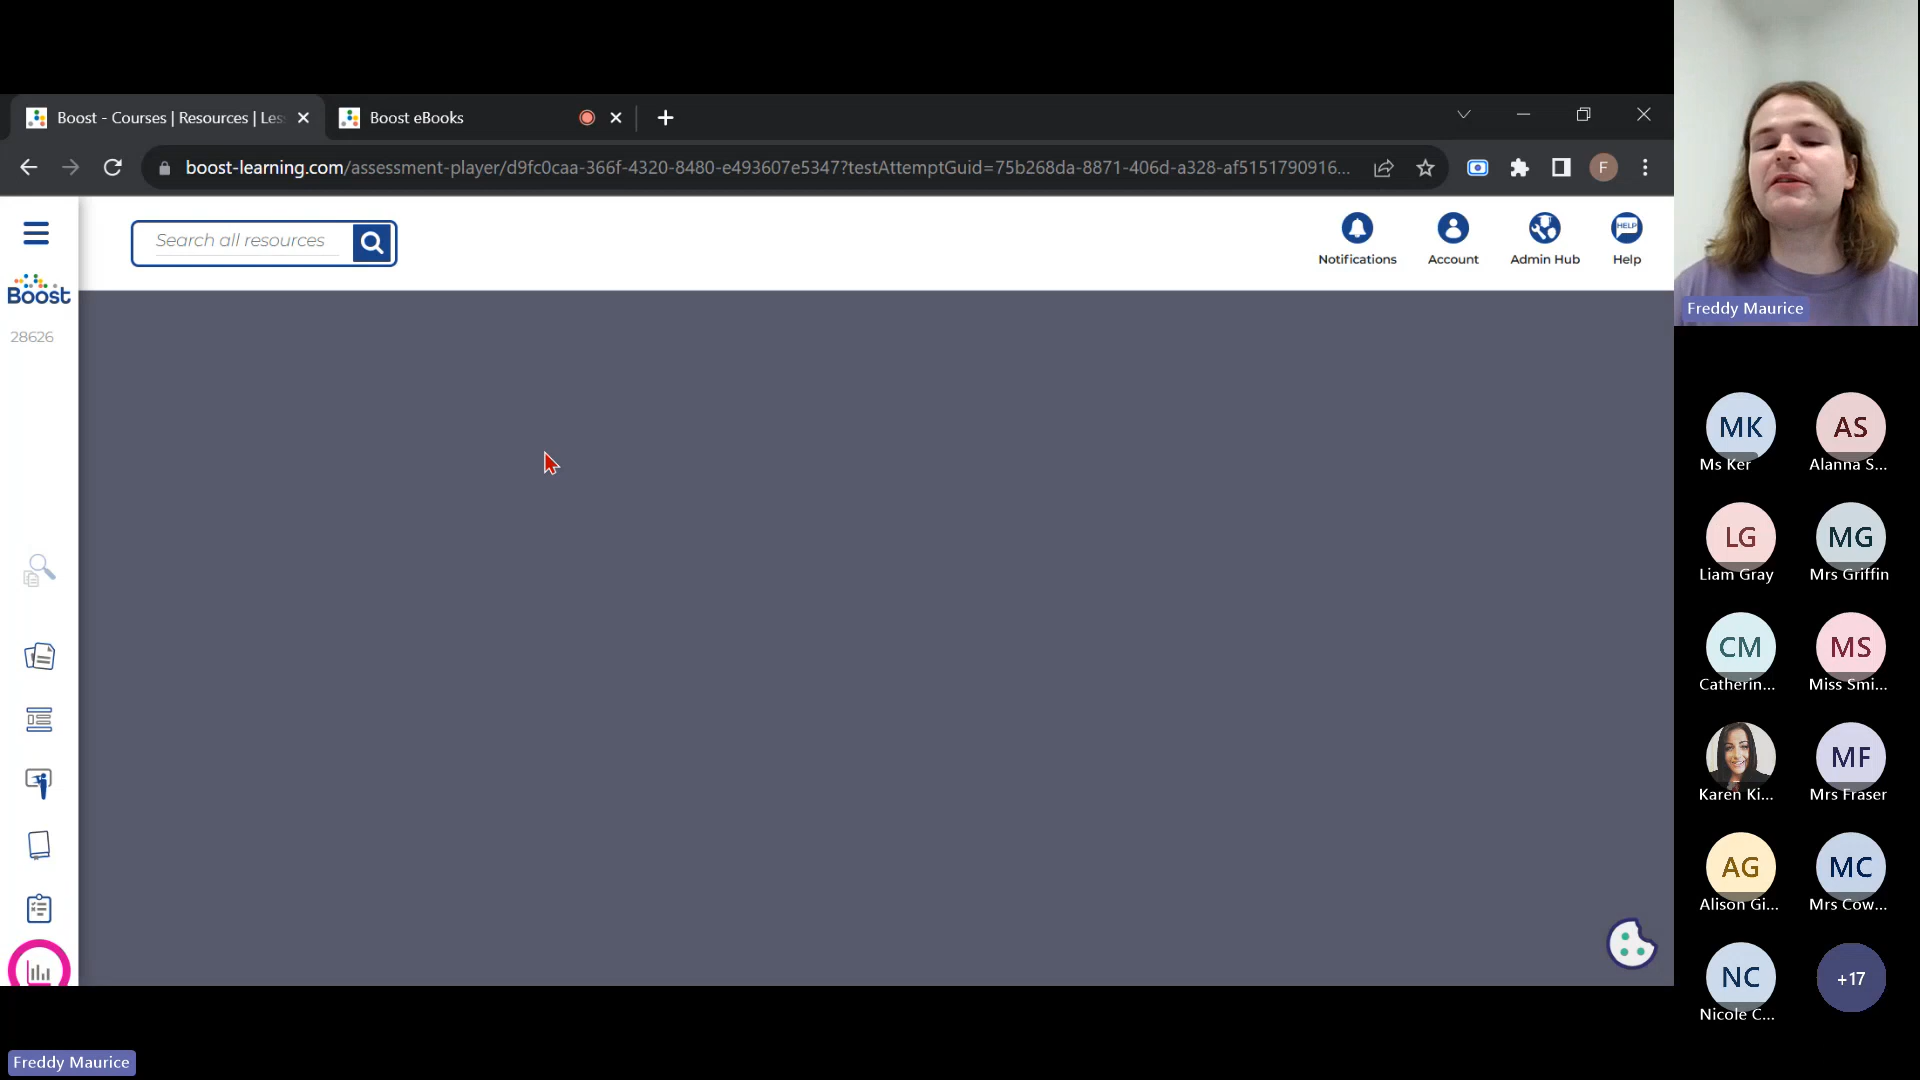 Boost - Courses | Resources | Les
Boost eBooks
boost-learning.com/assessment-player/d9fc0caa-366f-4320-8480-e493607e5347?testAttemptGuid=75b268da-8871-406d-a328-af5151790916...
F
Search all resources
Notifications
Account
HELP
Admin Hub
Help
Boost
28626
Freddy Maurice
MK
AS
Ms Ker
Alanna S...
LG
MG
Liam Gray
Mrs Griffin
CM
MS
Catherin...
Miss Smi...
MF
Karen Ki...
Mrs Fraser
AG
MC
Alison Gi...
Mrs Cow...
NC
+17
Nicole C...
Freddy Maurice